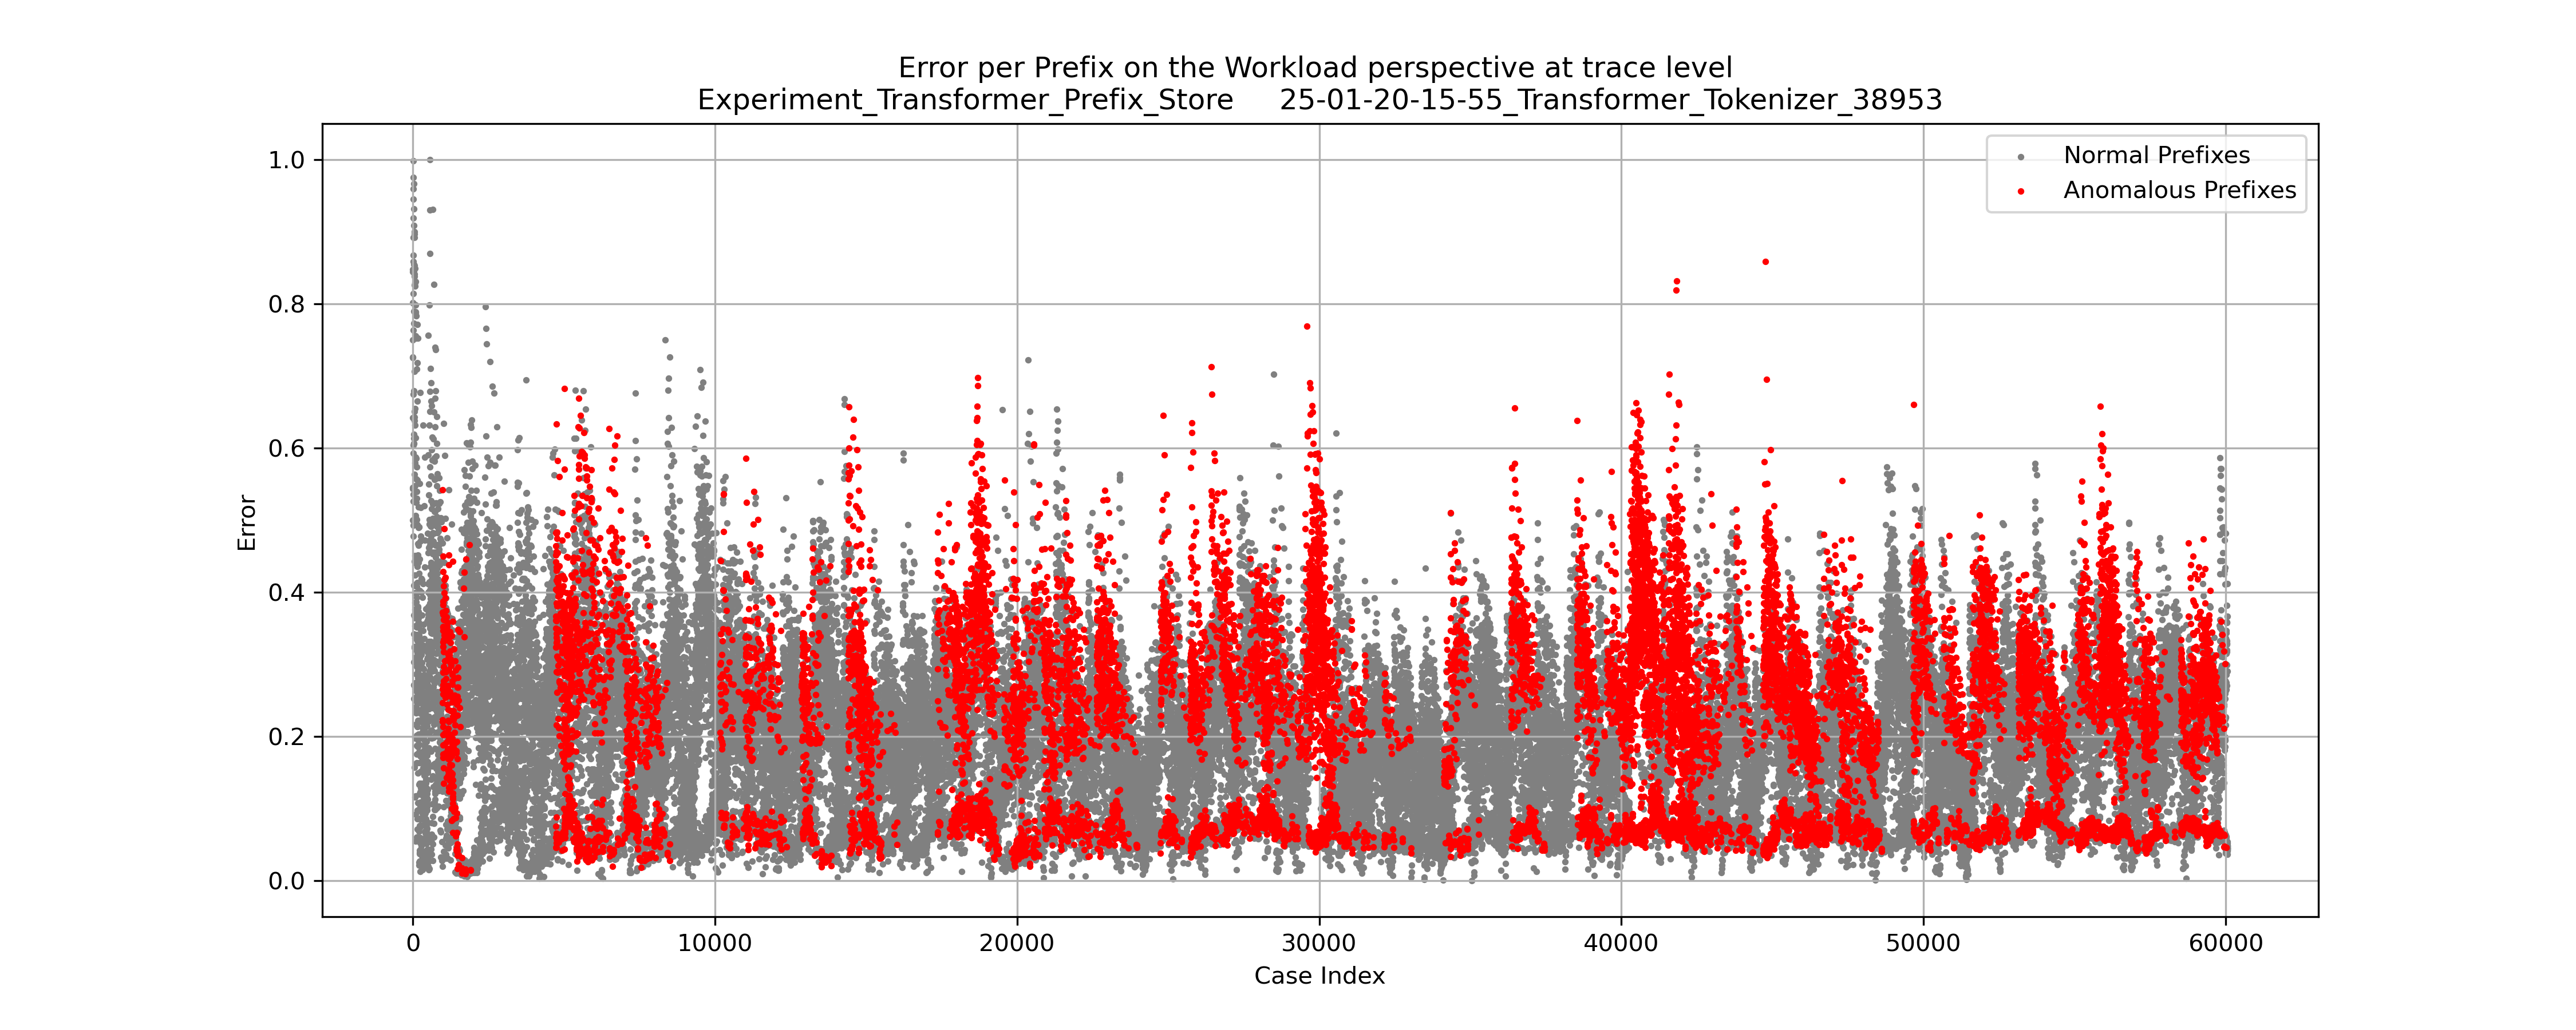 Error per Prefix on the Workload perspective at trace level
Experiment_Transformer_Prefix_Store 25-01-20-15-55_Transformer_Tokenizer_38953
Normal Prefixes
Anomalous Prefixes
1.0
0.8
0.6
0.4
0.2
0.0
Error
0 10000 20000 30000 40000 50000 60000
Case Index